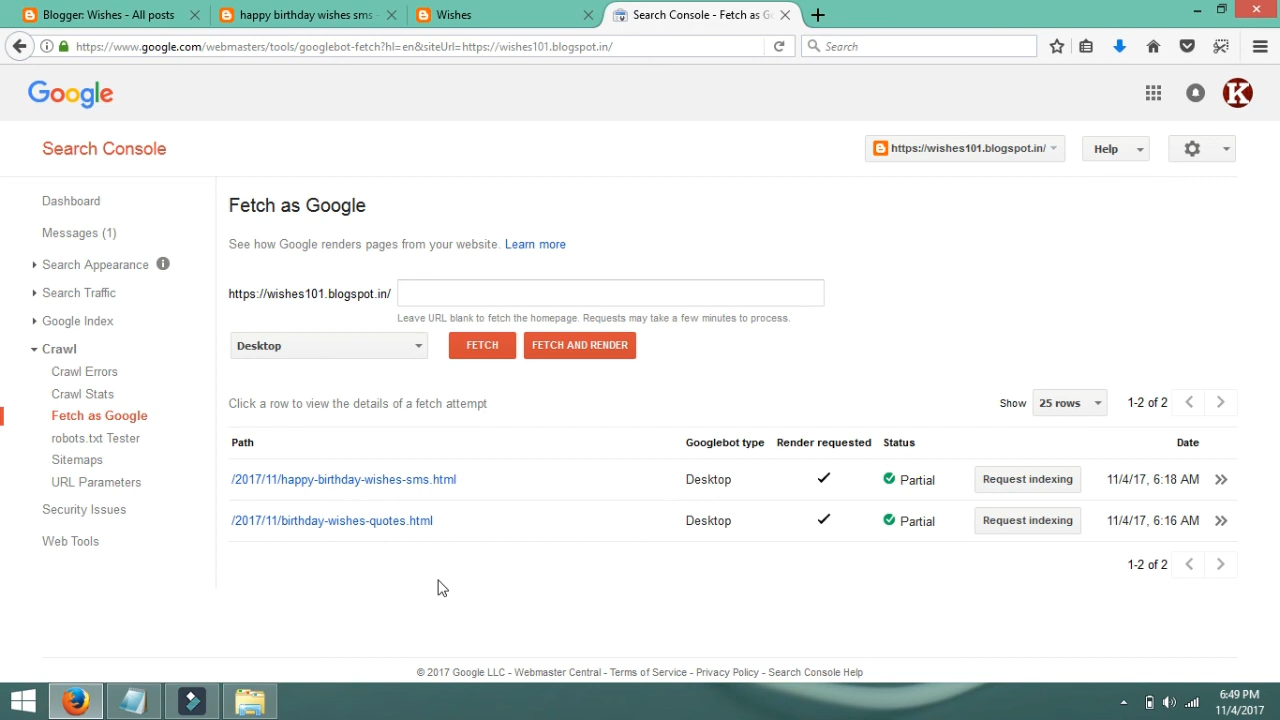 Blogger: Wishes - All posts
happy birthday wishes sms -
Wishes
Search Console - Fetch as Go
https://www.google.com/webmasters/tools/googlebot-fetch?hl=en&siteUrl=https://wishes101.blogspot.in/
Search
Google
K
Search Console
https://wishes101.blogspot.in/
Help
Dashboard
Messages (1)
Search Appearance
Search Traffic
Google Index
Crawl
Crawl Errors
Crawl Stats
Fetch as Google
robots.txt Tester
Sitemaps
URL Parameters
Security Issues
Web Tools
Fetch as Google
See how Google renders pages from your website. Learn more
https://wishes101.blogspot.in/
Leave URL blank to fetch the homepage. Requests may take a few minutes to process.
Desktop FETCH FETCH AND RENDER
Click a row to view the details of a fetch attempt
Show 25 rows 1-2 of 2
Path Googlebot type Render requested Status Date
/2017/11/happy-birthday-wishes-sms.html Desktop ✓ Partial Request indexing 11/4/17, 6:18 AM
/2017/11/birthday-wishes-quotes.html Desktop ✓ Partial Request indexing 11/4/17, 6:16 AM
1-2 of 2
© 2017 Google LLC - Webmaster Central - Terms of Service - Privacy Policy - Search Console Help
6:49 PM
11/4/2017